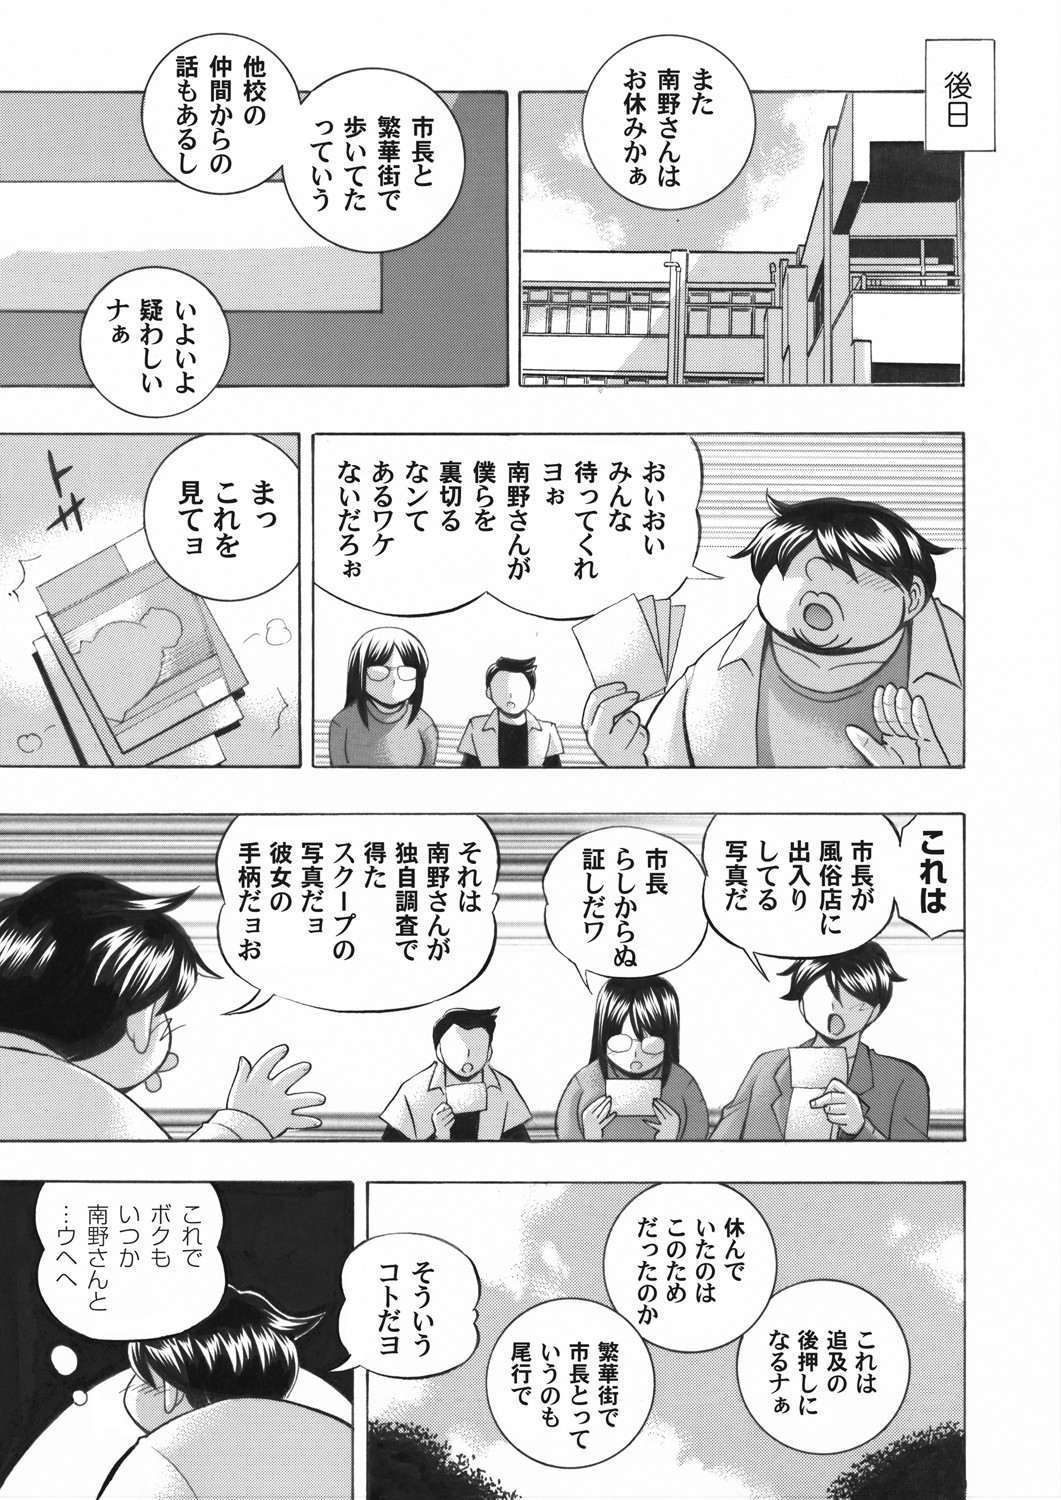 後日
また
南野さんは
お休みかぁ
市長と
繁華街で
歩いてた
っていう
他校の
仲間からの
話もあるし
いよいよ
疑わしい
ナぁ
おいおい
みんな
待ってくれ
ヨぉ
南野さんが
僕らを
裏切る
なンて
あるワケ
ないだろぉ
まっ
これを
見てョ
ドサ
これは
市長が
風俗店に
出入り
してる
写真だ
市長
らしからぬ
証しだワ
それは
南野さんが
独自調査で
得た
スクープの
写真だョ
彼女の
手柄だョお
休んで
いたのは
このため
だったのか
これは
追及の
後押しに
なるナぁ
繁華街で
市長とって
いうのも
尾行で
そういう
コトだヨ
これで
ボクも
いつか
南野さんと
…ウヘヘ